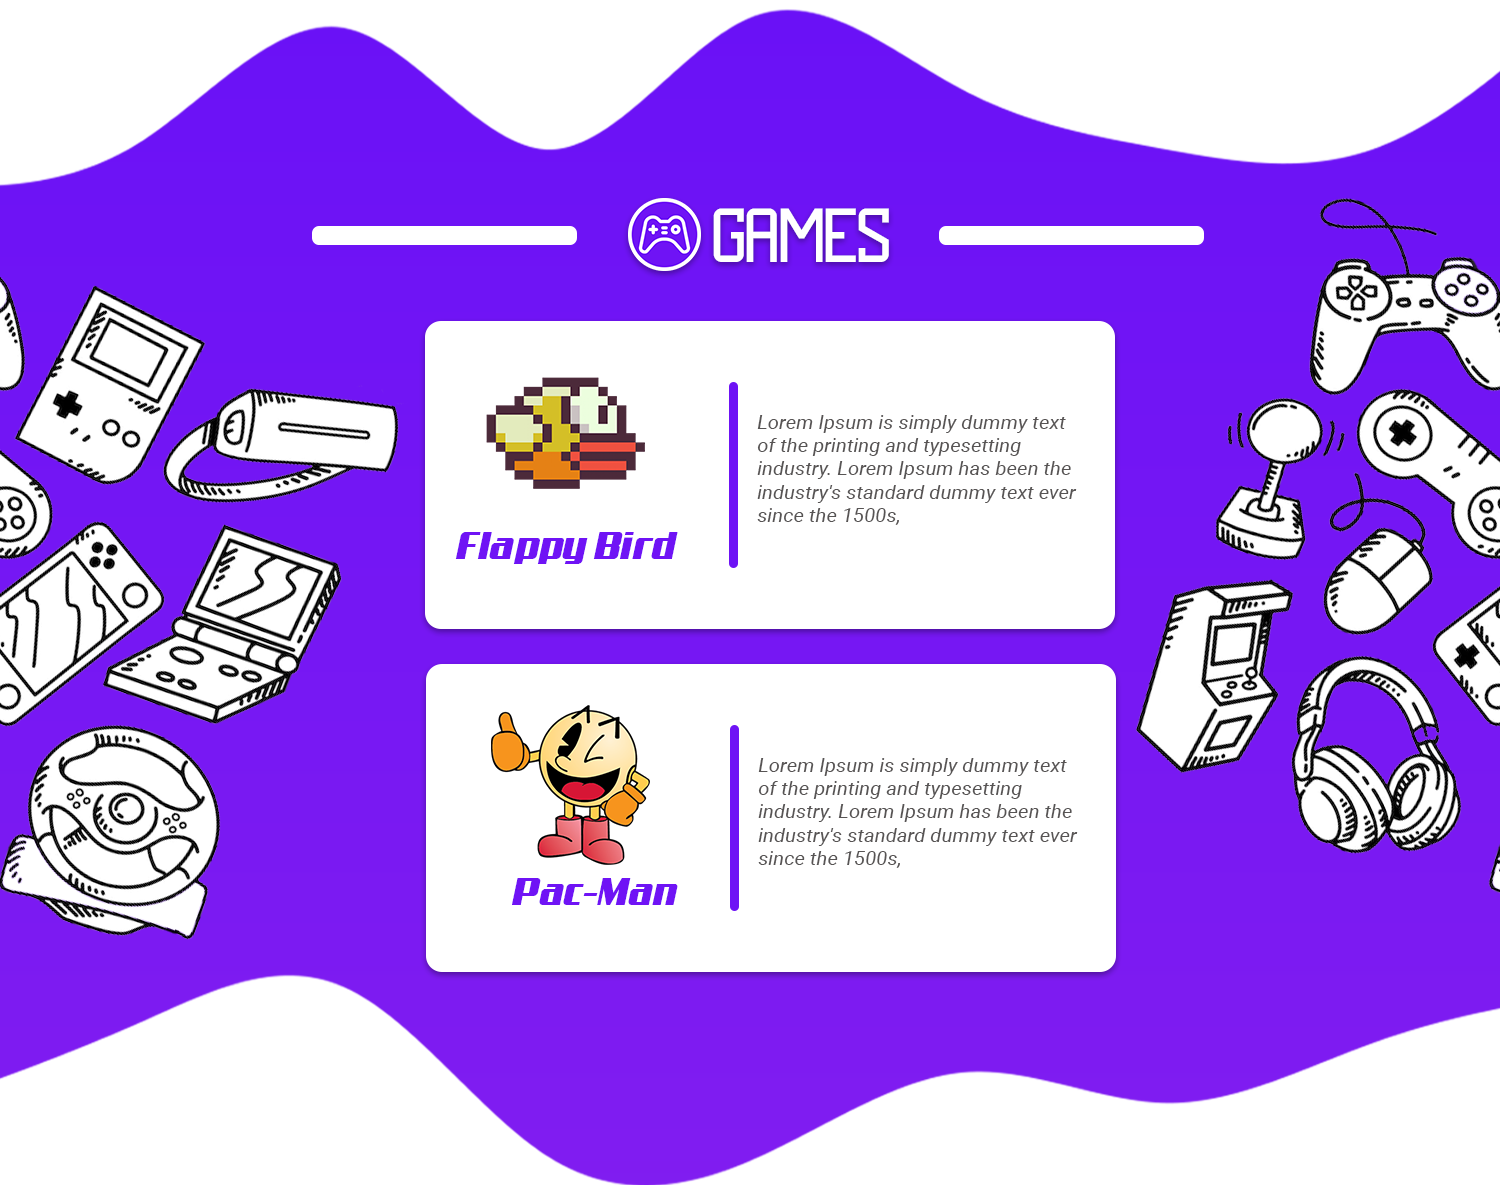 GAMES
Flappy Bird
Lorem Ipsum is simply dummy text
of the printing and typesetting
industry. Lorem Ipsum has been the
industry's standard dummy text ever
since the 1500s,
Pac-Man
Lorem Ipsum is simply dummy text
of the printing and typesetting
industry. Lorem Ipsum has been the
industry's standard dummy text ever
since the 1500s,